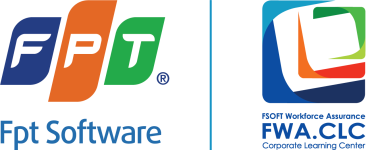 FPT®
Fpt Software
FSOFT Workforce Assurance
FWA.CLC
Corporate Learning Center